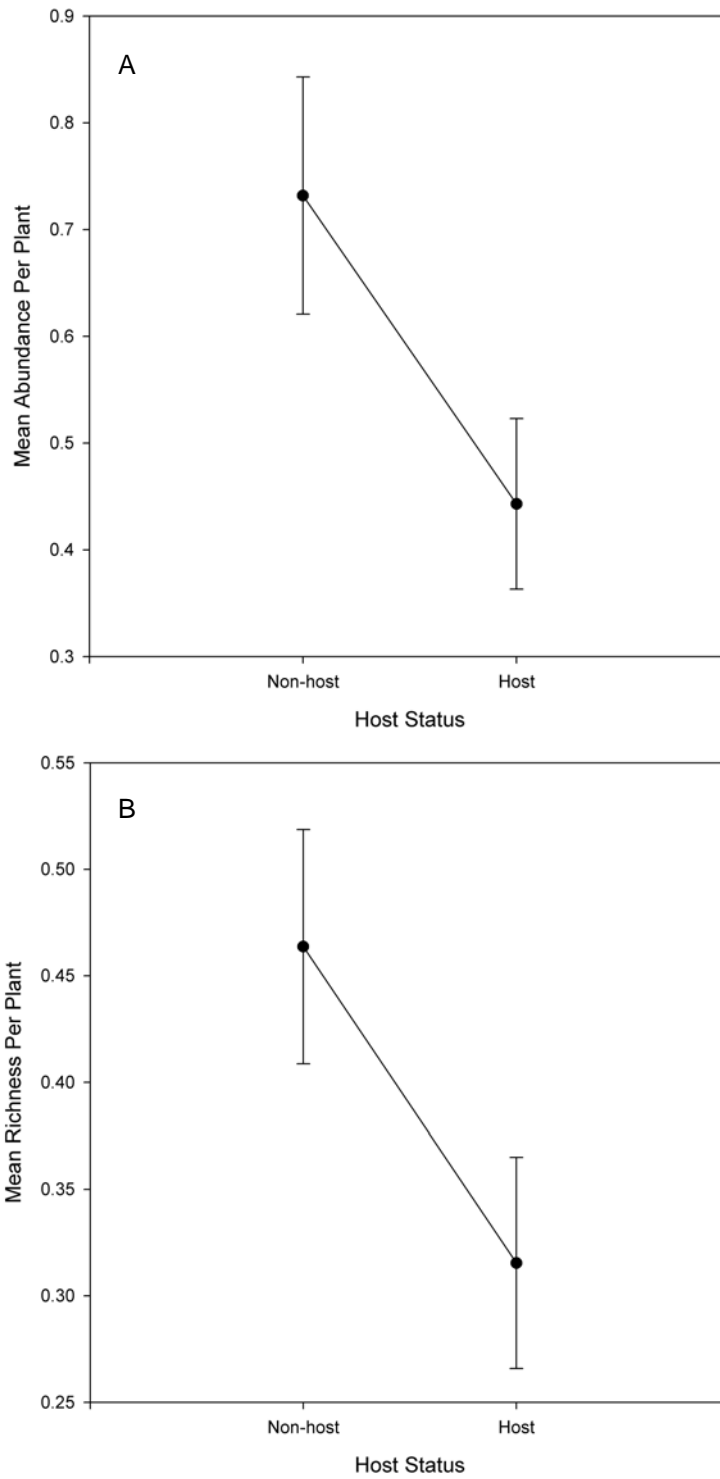 A
0.9
0.8
0.7
0.6
0.5
0.4
0.3
Mean Abundance Per Plant
Non-host Host
Host Status
B
0.55
0.50
0.45
0.40
0.35
0.30
0.25
Mean Richness Per Plant
Non-host Host
Host Status